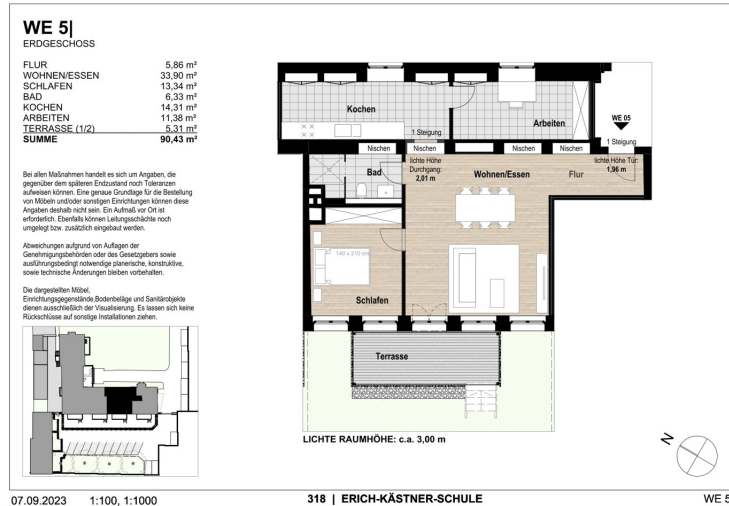 WE 5|
ERDGESCHOSS
FLUR 5,86 m²
WOHNEN/ESSEN 33,90 m²
SCHLAFEN 13,34 m²
BAD 6,33 m²
KOCHEN 14,31 m²
ARBEITEN 11,38 m²
TERRASSE (1/2) 5,31 m²
SUMME 90,43 m²
Bei allen Maßnahmen handelt es sich um Angaben, die
gegenüber dem späteren Endzustand noch Toleranzen
aufweisen können. Eine genaue Grundlage für die Bestellung
von Möbeln und/oder sonstigen Einrichtungen können diese
Angaben deshalb nicht sein. Ein Aufmaß vor Ort ist
erforderlich. Ebenfalls können Leitungsschächte noch
umgelegt bzw. zusätzlich eingebaut werden.
Abweichungen aufgrund von Auflagen der
Genehmigungsbehörden oder des Gesetzgebers sowie
ausführungsbedingt notwendige planerische, konstruktive,
sowie technische Änderungen bleiben vorbehalten.
Die dargestellten Möbel,
Einrichtungsgegenstände,Bodenbeläge und Sanitärobjekte
dienen ausschließlich der Visualisierung. Es lassen sich keine
Rückschlüsse auf sonstige Installationen ziehen.
Kochen
Arbeiten
WE 05
1 Steigung
1 Steigung
Nischen
Nischen
Nischen
Nischen
lichte Höhe
Durchgang:
2,01 m
Bad
Wohnen/Essen
Flur
lichte Höhe Tür:
1,96 m
140 x 210 cm
Schlafen
Terrasse
LICHTE RAUMHÖHE: c.a. 3,00 m
N
07.09.2023 1:100, 1:1000
318 | ERICH-KÄSTNER-SCHULE
WE 5